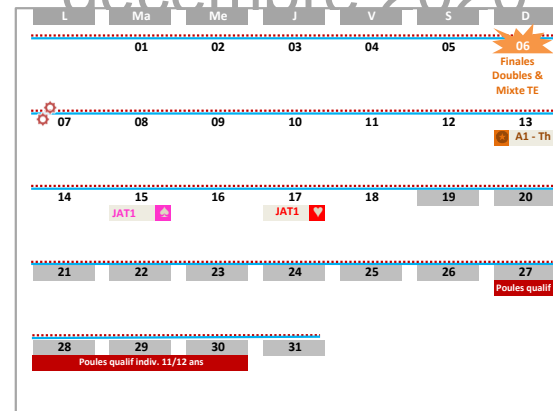 décembre 2020
L Ma Me J V S D
01 02 03 04 05 06
Finales
Doubles &
Mixte TE
07 08 09 10 11 12 13
A1 - Th
14 15 16 17 18 19 20
JAT1 JAT1
21 22 23 24 25 26 27
Poules qualif
28 29 30 31
Poules qualif indiv. 11/12 ans